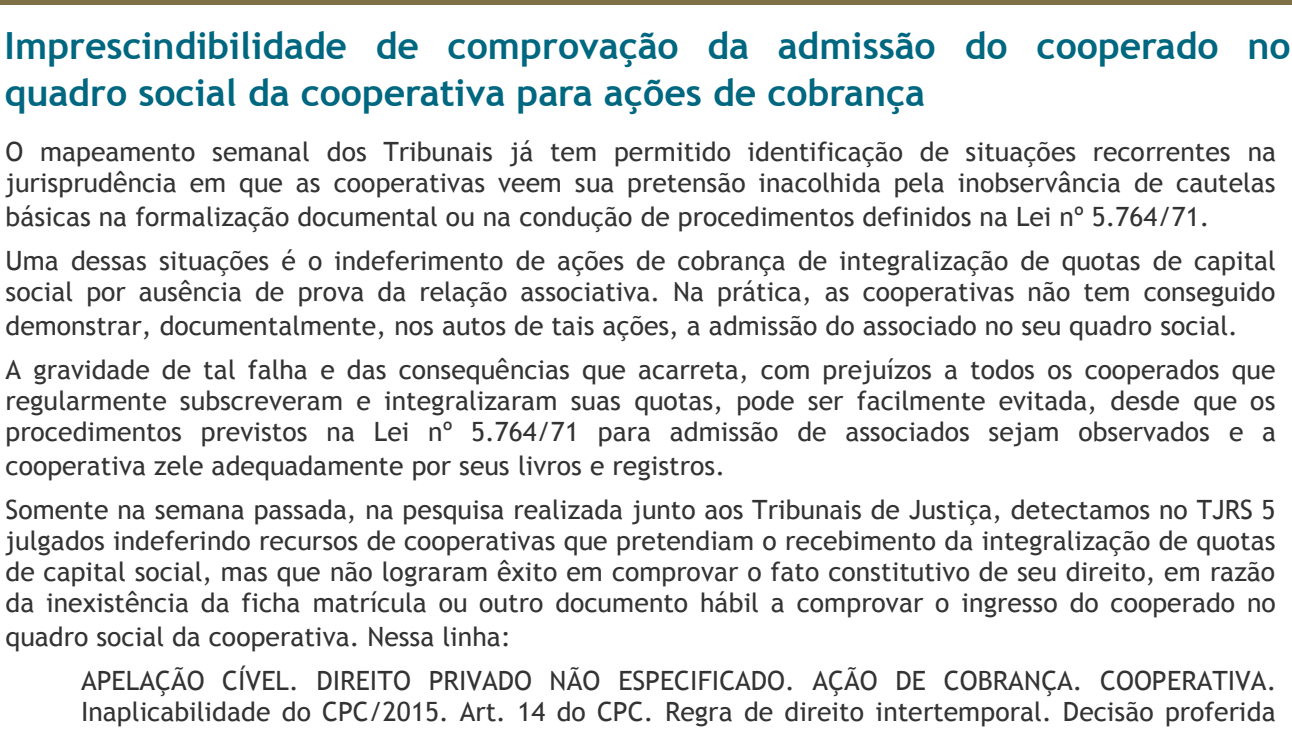 Imprescindibilidade de comprovação da admissão do cooperado no
quadro social da cooperativa para ações de cobrança
O mapeamento semanal dos Tribunais já tem permitido identificação de situações recorrentes na
jurisprudência em que as cooperativas veem sua pretensão inacolhida pela inobservância de cautelas
básicas na formalização documental ou na condução de procedimentos definidos na Lei nº 5.764/71.
Uma dessas situações é o indeferimento de ações de cobrança de integralização de quotas de capital
social por ausência de prova da relação associativa. Na prática, as cooperativas não tem conseguido
demonstrar, documentalmente, nos autos de tais ações, a admissão do associado no seu quadro social.
A gravidade de tal falha e das consequências que acarreta, com prejuízos a todos os cooperados que
regularmente subscreveram e integralizaram suas quotas, pode ser facilmente evitada, desde que os
procedimentos previstos na Lei nº 5.764/71 para admissão de associados sejam observados e a
cooperativa zele adequadamente por seus livros e registros.
Somente na semana passada, na pesquisa realizada junto aos Tribunais de Justiça, detectamos no TJRS 5
julgados indeferindo recursos de cooperativas que pretendiam o recebimento da integralização de quotas
de capital social, mas que não lograram êxito em comprovar o fato constitutivo de seu direito, em razão
da inexistência da ficha matrícula ou outro documento hábil a comprovar o ingresso do cooperado no
quadro social da cooperativa. Nessa linha:
APELAÇÃO CÍVEL. DIREITO PRIVADO NÃO ESPECIFICADO. AÇÃO DE COBRANÇA. COOPERATIVA.
Inaplicabilidade do CPC/2015. Art. 14 do CPC. Regra de direito intertemporal. Decisão proferida